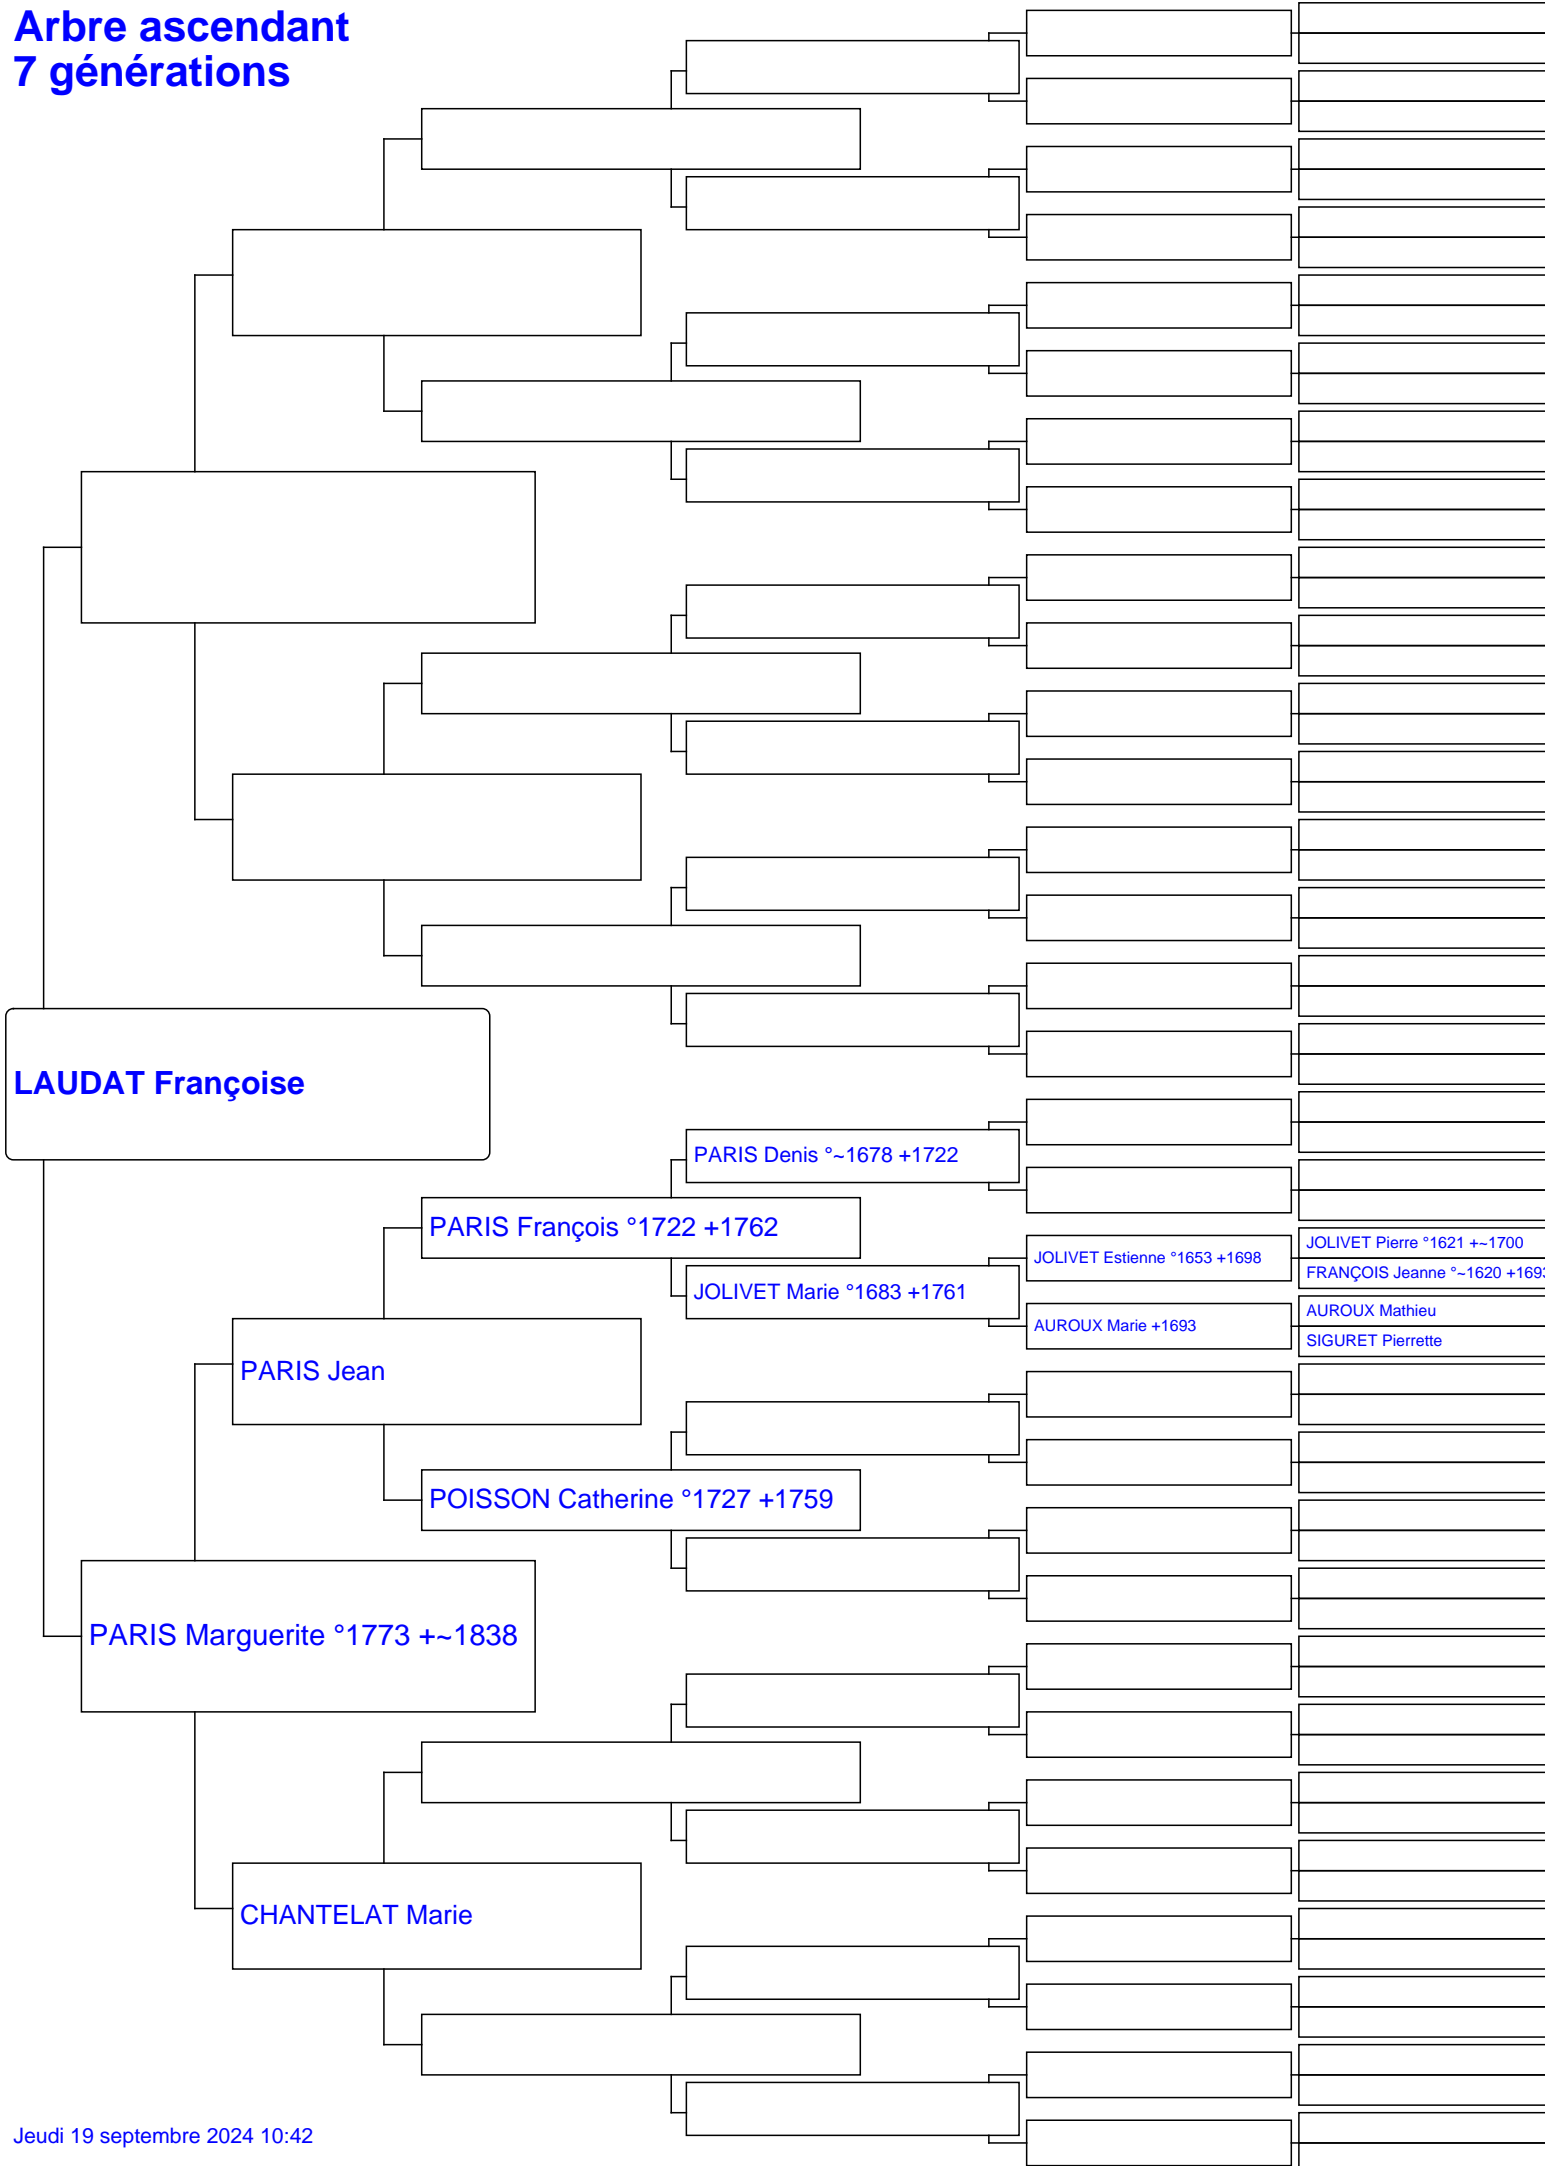 Arbre ascendant
7 générations
LAUDAT Françoise
PARIS Denis °~1678 +1722
PARIS François °1722 +1762
JOLIVET Estienne °1653 +1698
JOLIVET Pierre °1621 +~1700
FRANÇOIS Jeanne °~1620 +1693
JOLIVET Marie °1683 +1761
AUROUX Marie +1693
AUROUX Mathieu
SIGURET Pierrette
PARIS Jean
POISSON Catherine °1727 +1759
PARIS Marguerite °1773 +~1838
CHANTELAT Marie
Jeudi 19 septembre 2024 10:42